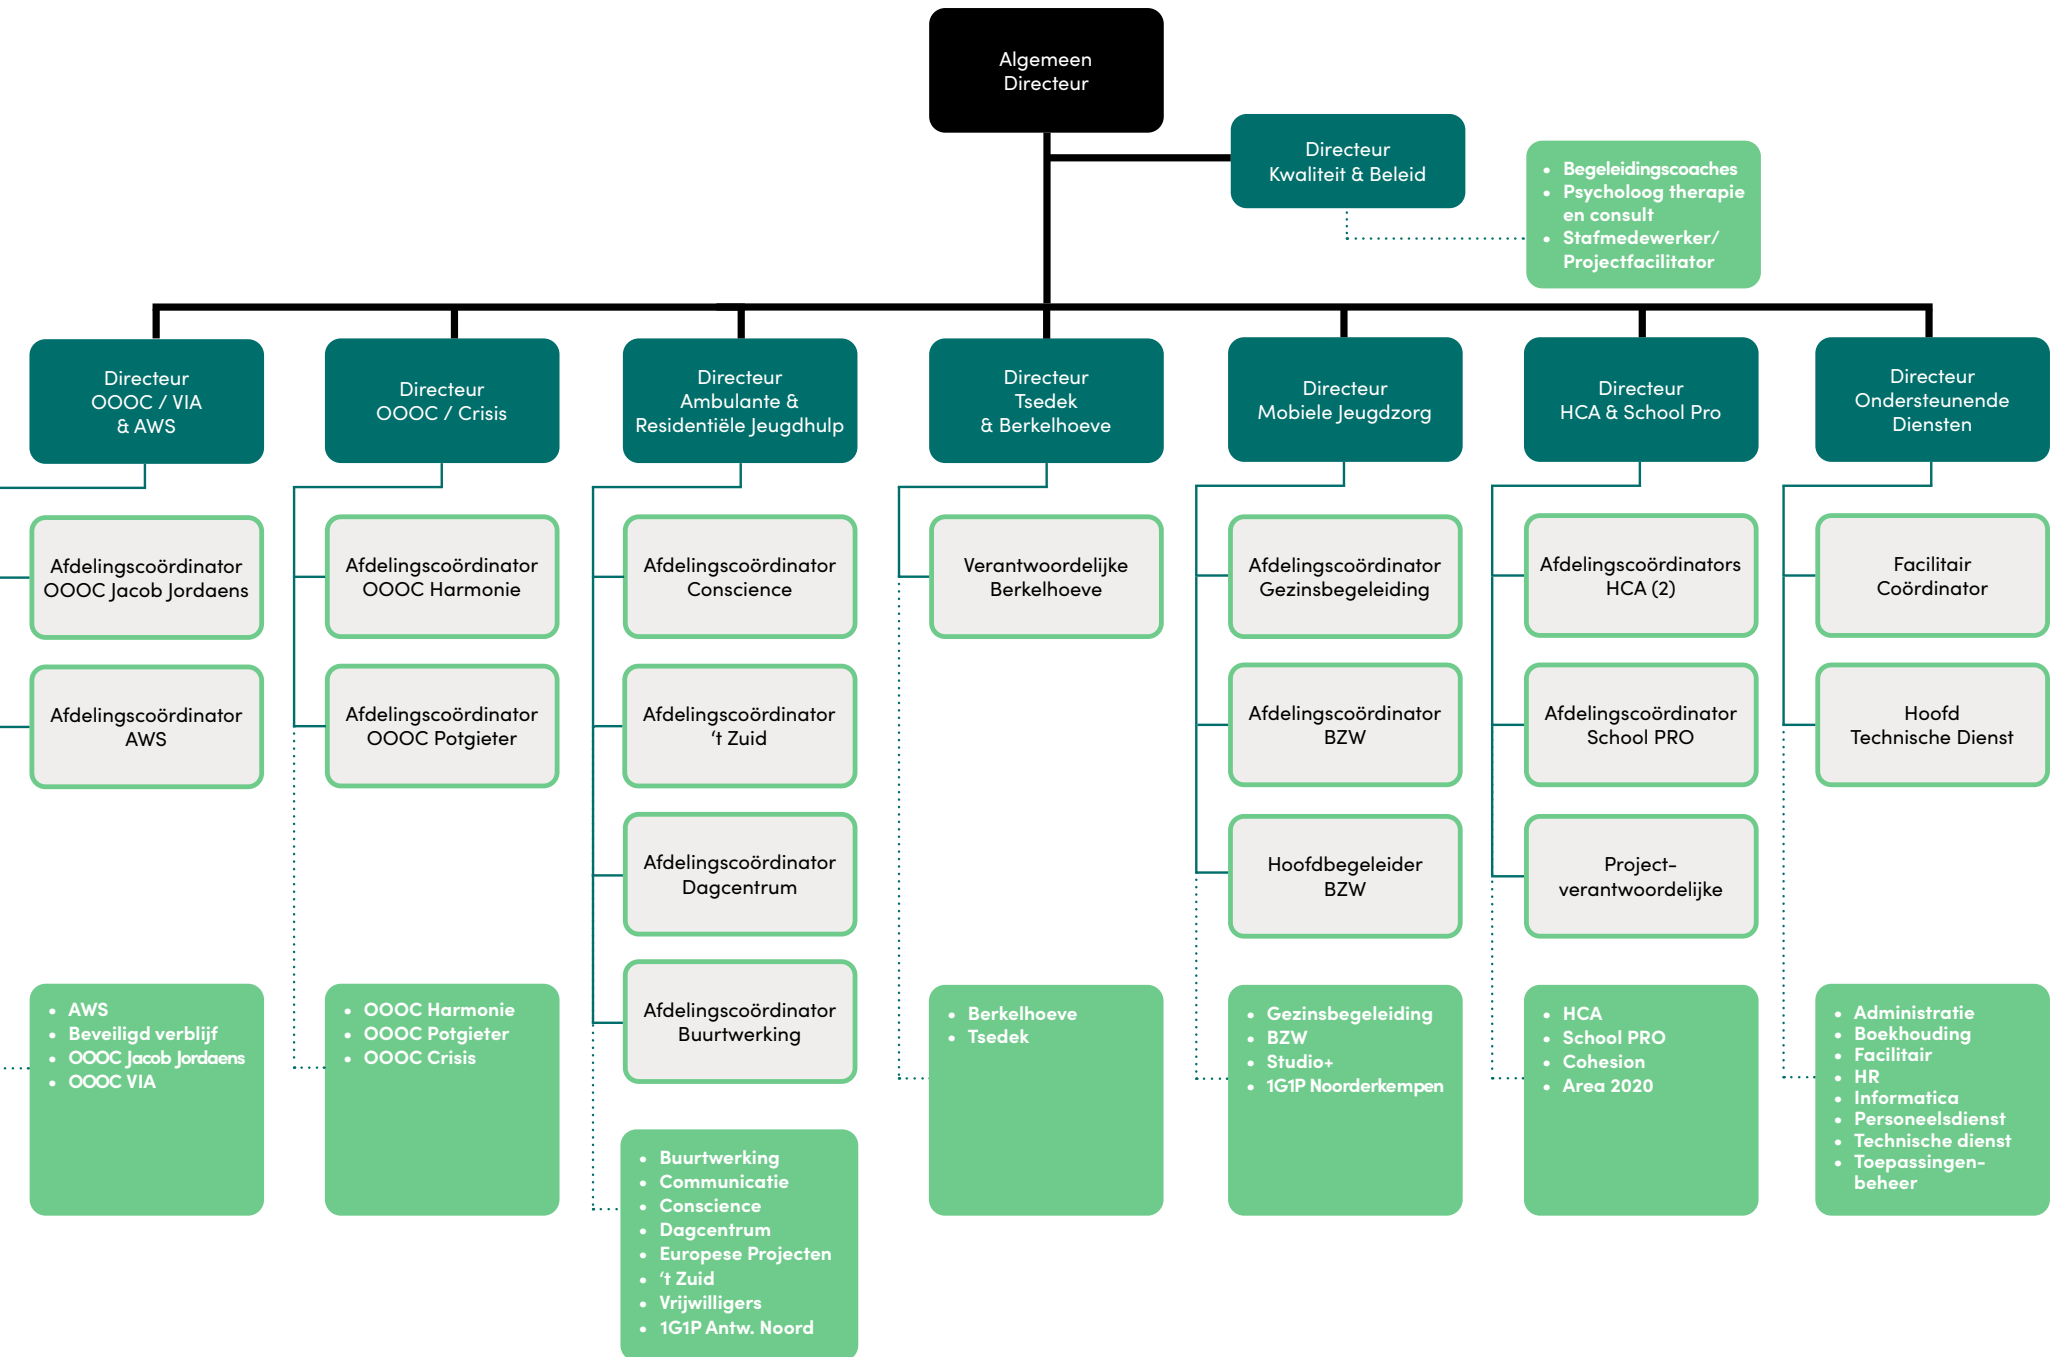 Algemeen
Directeur
Directeur
Kwaliteit & Beleid
• Begeleidingscoaches
• Psycholoog therapie
en consult
• Stafmedewerker/
Projectfacilitator
Directeur
OOOC / VIA
& AWS
Directeur
OOOC / Crisis
Directeur
Ambulante &
Residentiële Jeugdhulp
Directeur
Tsedek
& Berkelhoeve
Directeur
Mobiele Jeugdzorg
Directeur
HCA & School Pro
Directeur
Ondersteunende
Diensten
Afdelingscoördinator
OOOC Jacob Jordaens
Afdelingscoördinator
OOOC Harmonie
Afdelingscoördinator
Conscience
Verantwoordelijke
Berkelhoeve
Afdelingscoördinator
Gezinsbegeleiding
Afdelingscoördinators
HCA (2)
Facilitair
Coördinator
Afdelingscoördinator
AWS
Afdelingscoördinator
OOOC Potgieter
Afdelingscoördinator
‘t Zuid
Afdelingscoördinator
BZW
Afdelingscoördinator
School PRO
Hoofd
Technische Dienst
Afdelingscoördinator
Dagcentrum
Hoofdbegeleider
BZW
Project-
verantwoordelijke
Afdelingscoördinator
Buurtwerking
• AWS
• Beveiligd verblijf
• OOOC Jacob Jordaens
• OOOC VIA
• OOOC Harmonie
• OOOC Potgieter
• OOOC Crisis
• Buurtwerking
• Communicatie
• Conscience
• Dagcentrum
• Europese Projecten
• ‘t Zuid
• Vrijwilligers
• 1G1P Antw. Noord
• Berkelhoeve
• Tsedek
• Gezinsbegeleiding
• BZW
• Studio+
• 1G1P Noorderkempen
• HCA
• School PRO
• Cohesion
• Area 2020
• Administratie
• Boekhouding
• Facilitair
• HR
• Informatica
• Personeelsdienst
• Technische dienst
• Toepassingen-
beheer